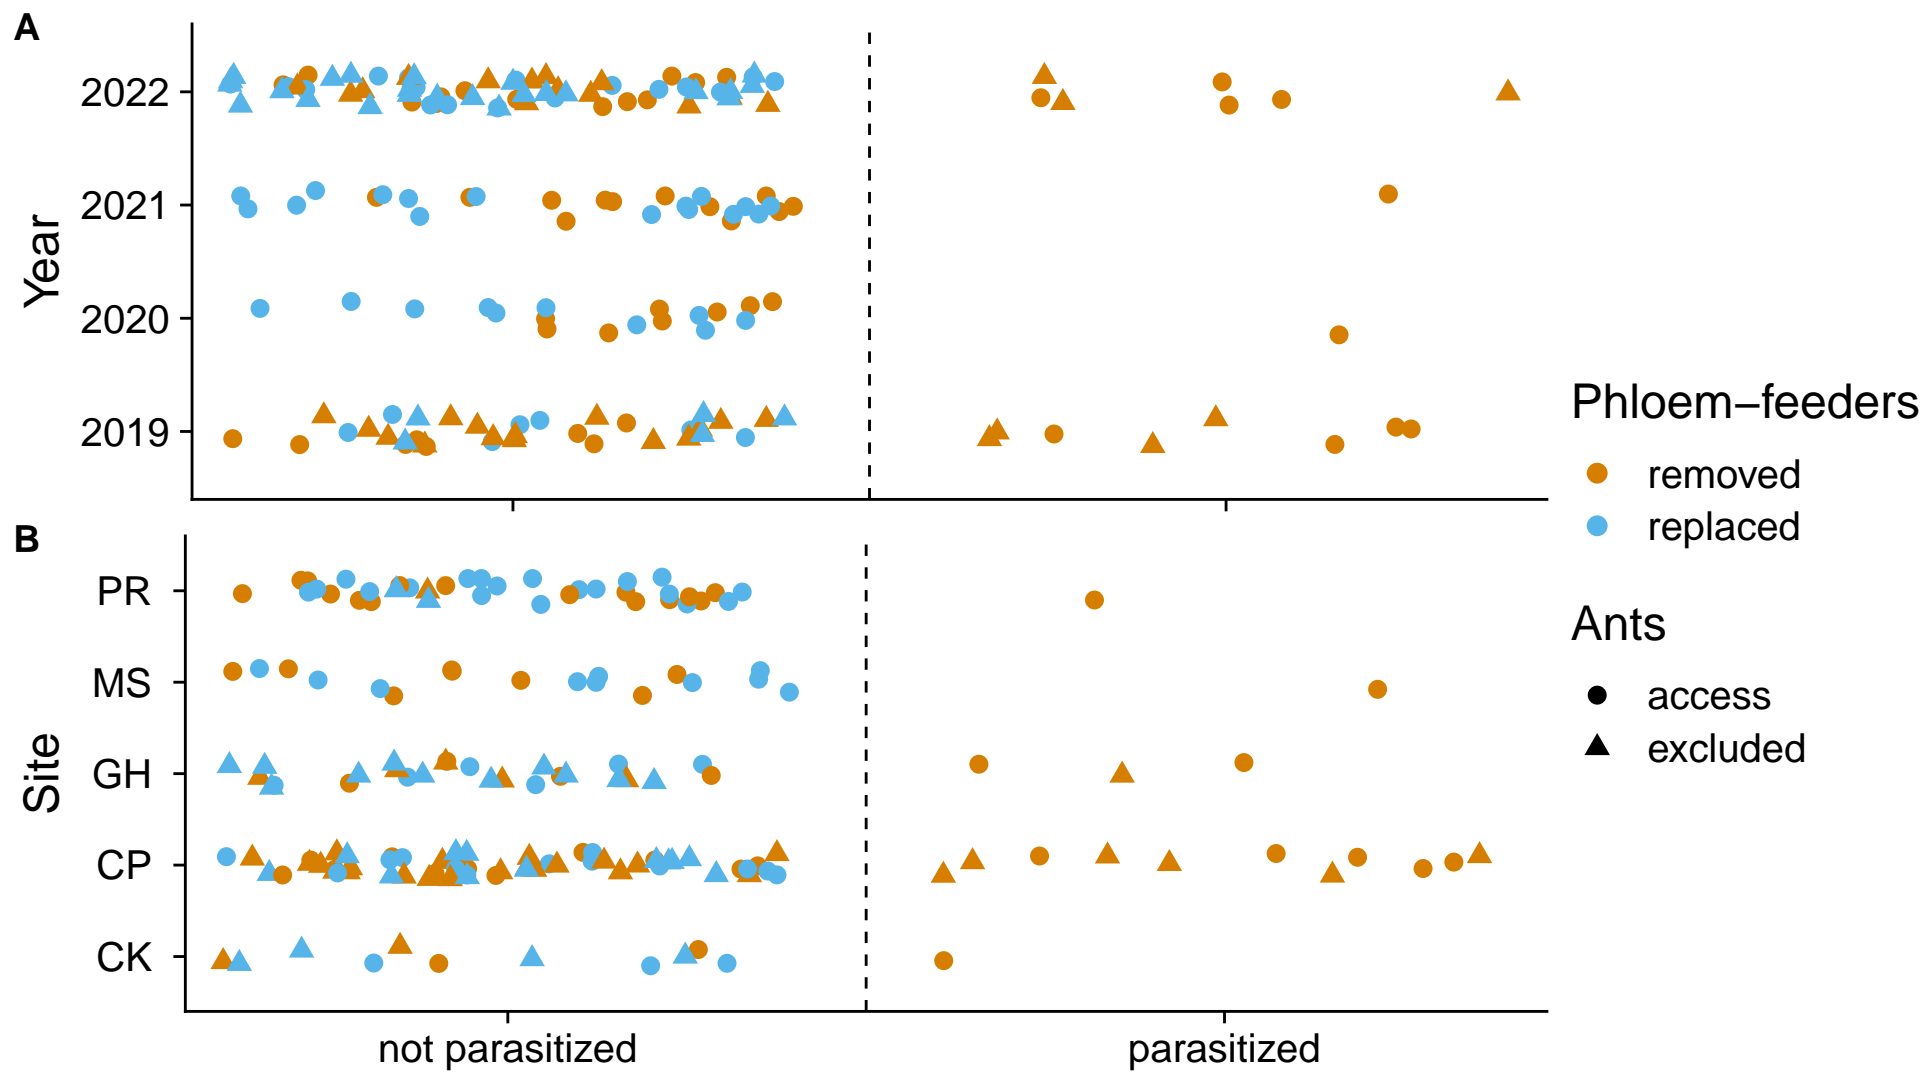 A
2022
2021
2020
2019
Year
Phloem−feeders
removed
replaced
Ants
access
excluded
B
PR
MS
GH
CP
CK
Site
not parasitized
parasitized